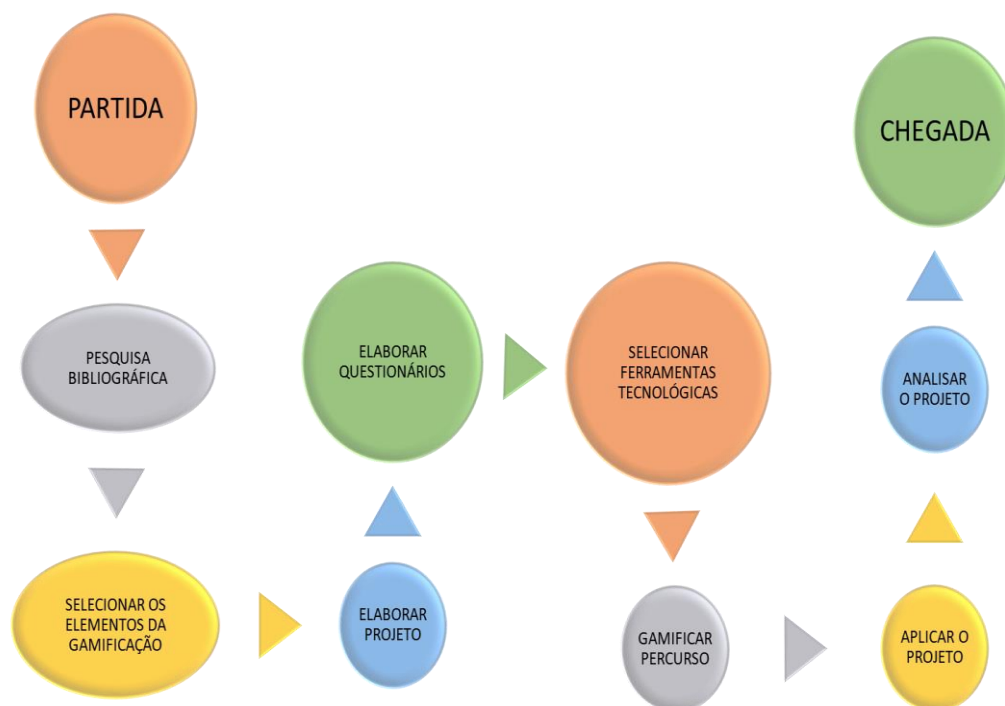 PARTIDA
PESQUISA
BIBLIOGRÁFICA
SELECIONAR OS
ELEMENTOS DA
GAMIFICAÇÃO
ELABORAR
PROJETO
ELABORAR
QUESTIONÁRIOS
SELECIONAR
FERRAMENTAS
TECNOLÓGICAS
GAMIFICAR
PERCURSO
APLICAR O
PROJETO
ANALISAR
O PROJETO
CHEGADA